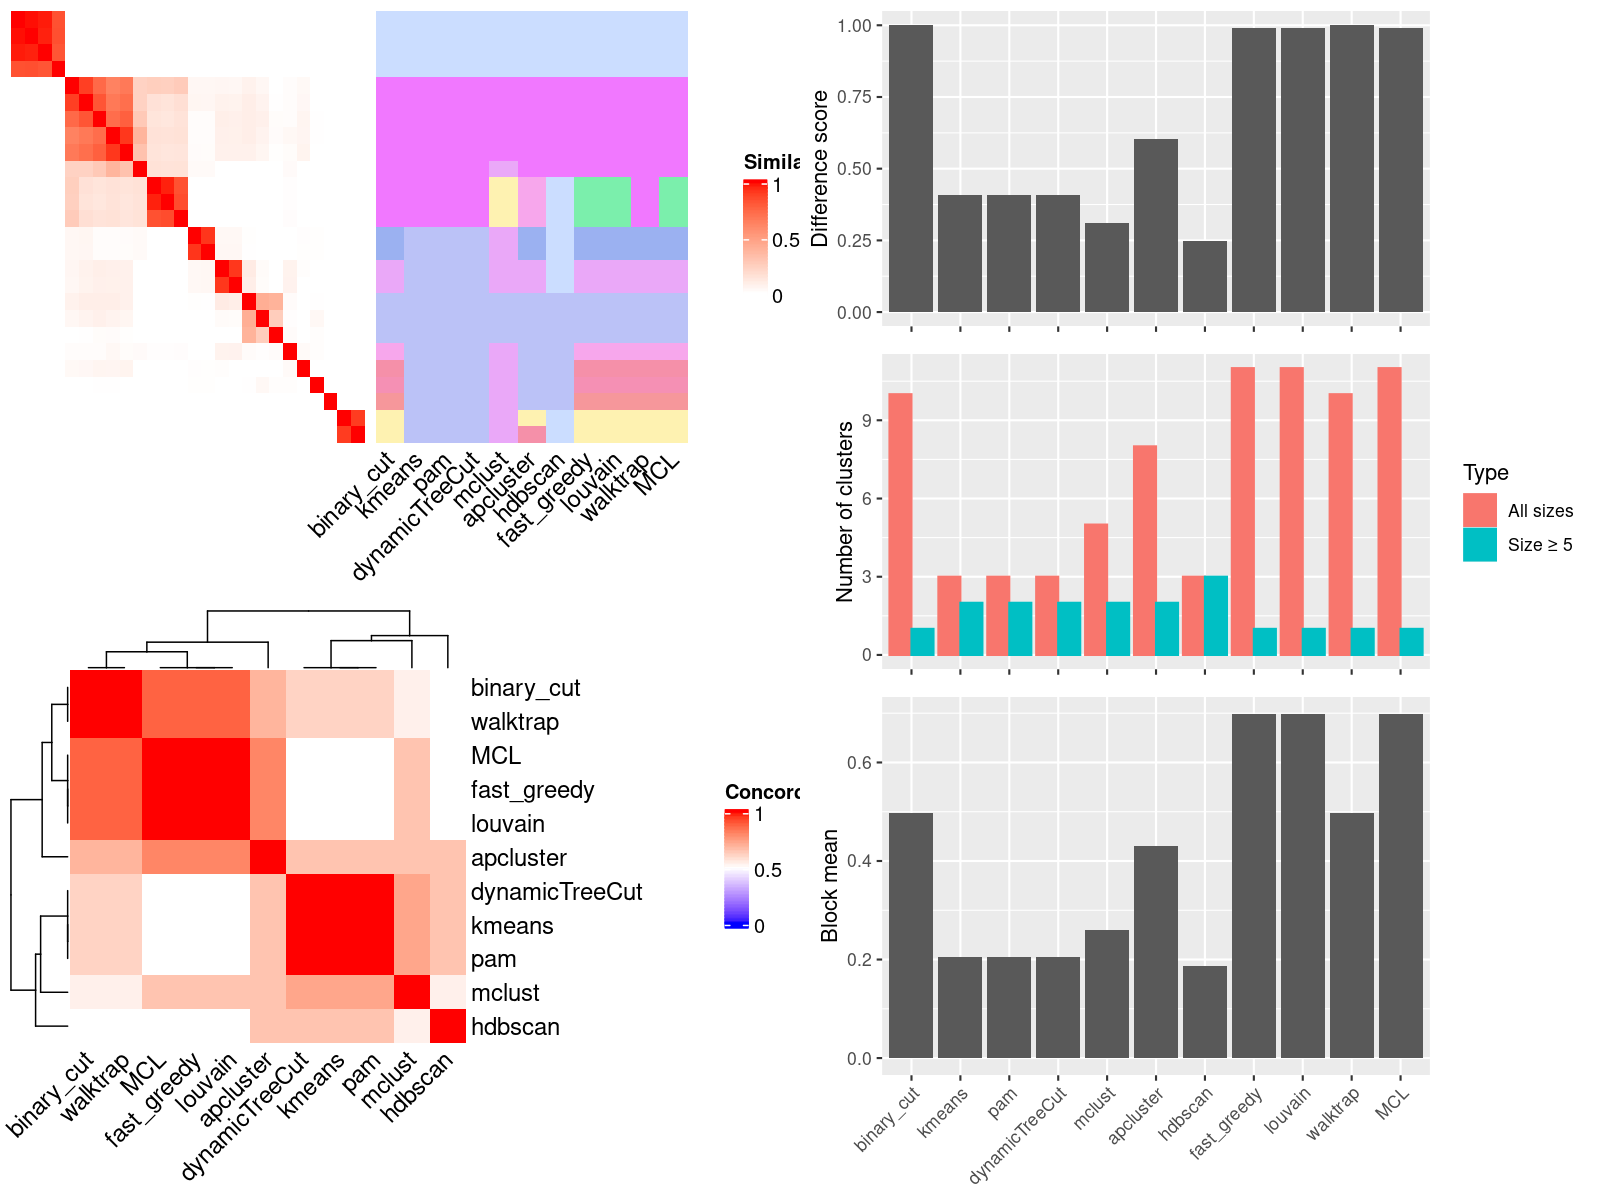 Simila
1
0.5
0
binary_cut
kmeans
pam
dynamicTreeCut
mclust
apcluster
hdbscan
fast_greedy
louvain
walktrap
MCL
binary_cut
walktrap
MCL
fast_greedy
louvain
apcluster
dynamicTreeCut
kmeans
pam
mclust
hdbscan
binary_cut
walktrap
MCL
fast_greedy
louvain
apcluster
dynamicTreeCut
kmeans
pam
mclust
hdbscan
Concord
1
0.5
0
Difference score
1.00
0.75
0.50
0.25
0.00
Number of clusters
9
6
3
0
Type
All sizes
Size ≥ 5
Block mean
0.6
0.4
0.2
0.0
binary_cut
kmeans
pam
dynamicTreeCut
mclust
apcluster
hdbscan
fast_greedy
louvain
walktrap
MCL